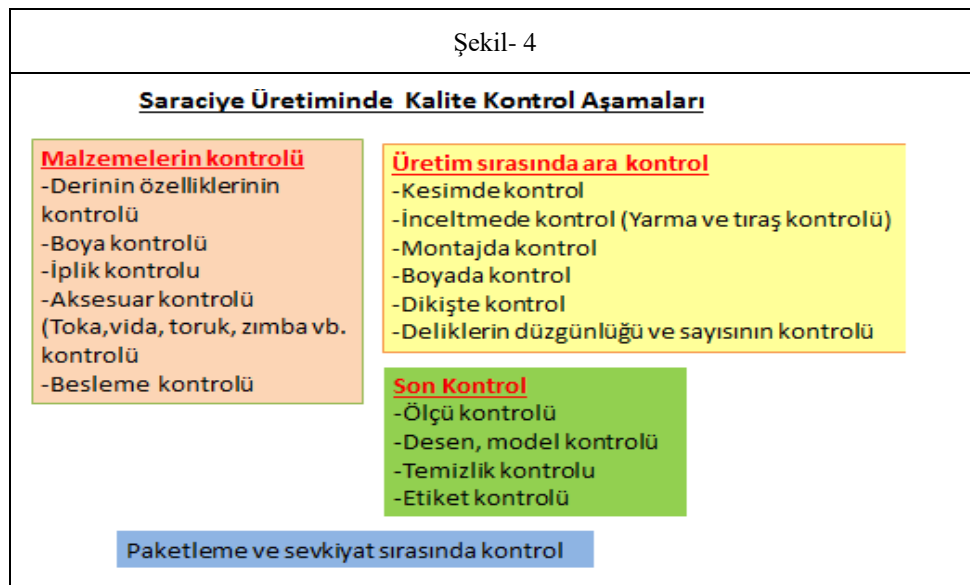 Şekil- 4
Saraciye Üretiminde Kalite Kontrol Aşamaları
Malzemelerin kontrolü
-Derinin özelliklerinin
kontrolü
-Boya kontrolü
-İplik kontrolu
-Aksesuar kontrolü
(Toka,vida, toruk, zımba vb.
kontrolü
-Besleme kontrolü
Üretim sırasında ara kontrol
-Kesimde kontrol
-İnceltmede kontrol (Yarma ve tıraş kontrolü)
-Montajda kontrol
-Boyada kontrol
-Dikişte kontrol
-Deliklerin düzgünlüğü ve sayısının kontrolü
Son Kontrol
-Ölçü kontrolü
-Desen, model kontrolü
-Temizlik kontrolu
-Etiket kontrolü
Paketleme ve sevkiyat sırasında kontrol